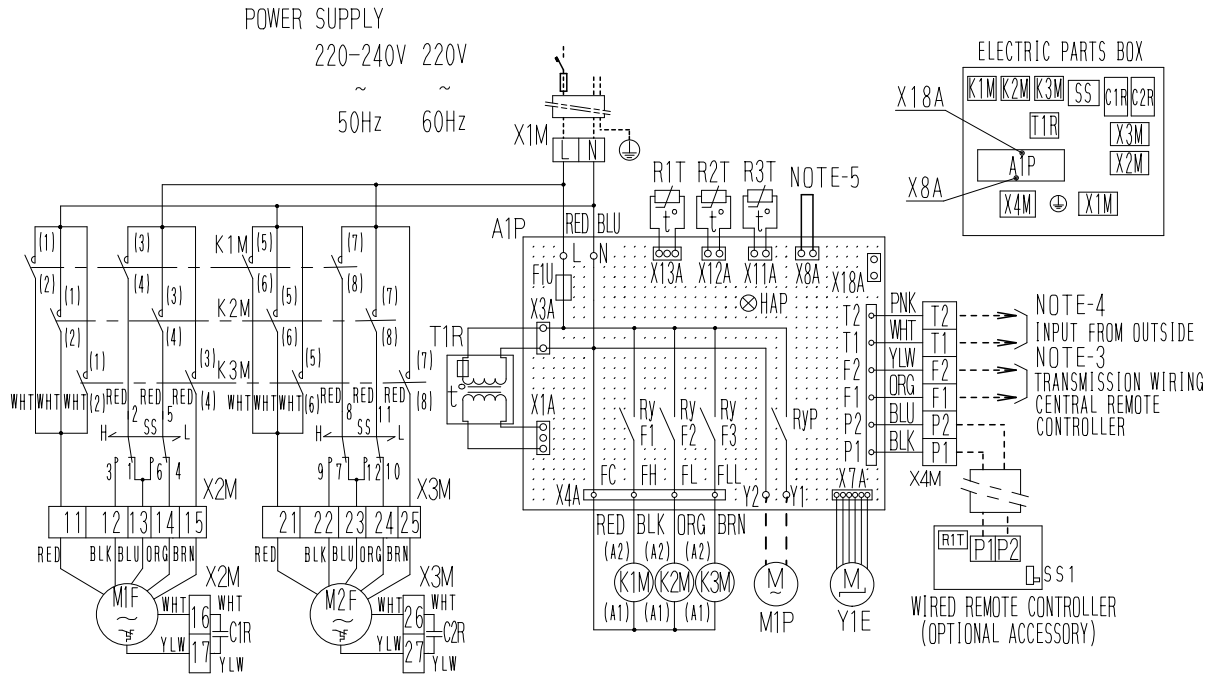 POWER SUPPLY
220-240V 220V
~ ~
50Hz 60Hz
X1M
L N
ELECTRIC PARTS BOX
K1M K2M K3M SS C1R C2R
X18A
T1R
X3M
A1P
X2M
X8A
X4M X1M
R1T R2T R3T NOTE-5
t° t° t°
A1P
RED BLU
L N
X13A X12A X11A X8A
X18A
F1U
HAP
X3A
T1R
t°
X1A
Ry F1
Ry F2
Ry F3
RyP
FC FH FL FLL
X4A
Y2 Y1
X7A
RED BLK ORG BRN
(A2) (A2) (A2)
K1M K2M K3M
(A1) (A1) (A1)
M
~
M1P
M
Y1E
T2 PNK T2
T1 WHT T1
F2 YLW F2
F1 ORG F1
P2 BLU P2
P1 BLK P1
X4M
NOTE-4
INPUT FROM OUTSIDE
NOTE-3
TRANSMISSION WIRING
CENTRAL REMOTE
CONTROLLER
R1T
P1 P2
SS1
WIRED REMOTE CONTROLLER
(OPTIONAL ACCESSORY)
(1) (3) K1M (5) (7)
(2) (4) (6) (8)
(1) (3) K2M (5) (7)
(2) (4) (6) (8)
(1) (3) K3M (5) (7)
WHT WHT WHT (2) RED RED RED (4) WHT WHT WHT (6) RED RED RED (8)
2 5 8 11
H SS L H SS L
3 1 6 4 9 7 12 10
X2M X3M
11 12 13 14 15
21 22 23 24 25
RED BLK BLU ORG BRN
RED BLK BLU ORG BRN
M1F
~
WHT
X2M
WHT
16
17
C1R
YLW
YLW
M2F
~
WHT
X3M
WHT
26
27
C2R
YLW
YLW